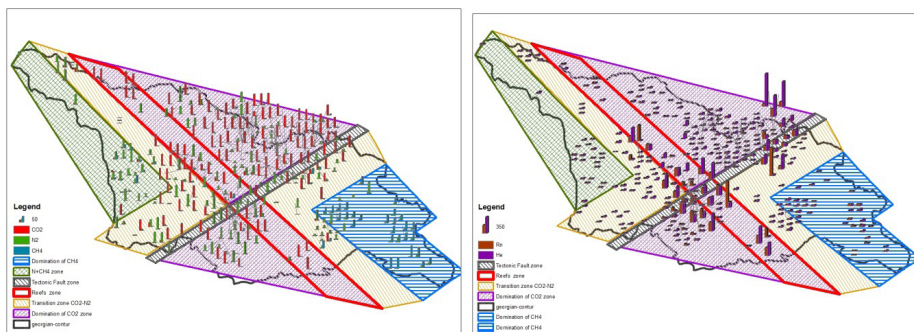 Legend
50
CO2
N2
CH4
Domination of CH4
N+CH4 zone
Tectonic Fault zone
Reefs zone
Transition zone CO2-N2
Domination of CO2 zone
georgian-contur
Legend
350
Rn
He
Tectonic Fault zone
Reefs zone
Transition zone CO2-N2
Domination of CO2 zone
georgian-contur
Domination of CH4
Domination of CH4